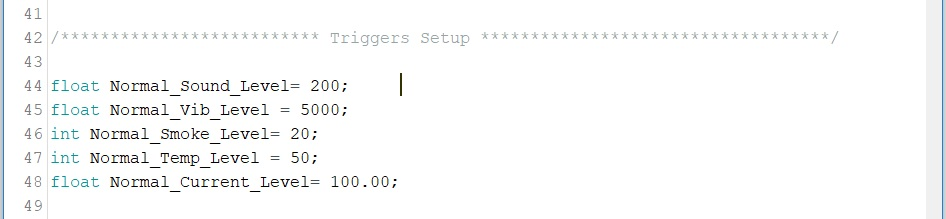 41
42 /************************** Triggers Setup ***********************************/
43
44 float Normal_Sound_Level= 200;
45 float Normal_Vib_Level = 5000;
46 int Normal_Smoke_Level= 20;
47 int Normal_Temp_Level = 50;
48 float Normal_Current_Level= 100.00;
49